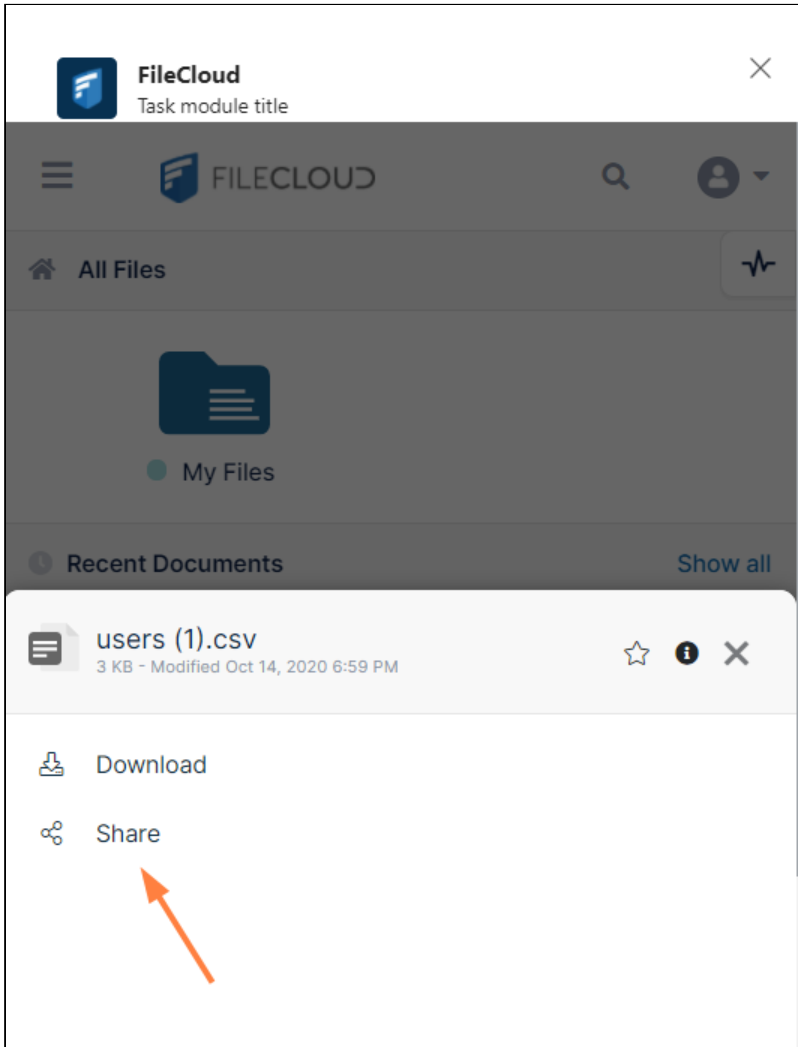 FileCloud
Task module title
FILECLOUD
All Files
My Files
Recent Documents
Show all
users (1).csv
3 KB - Modified Oct 14, 2020 6:59 PM
Download
Share